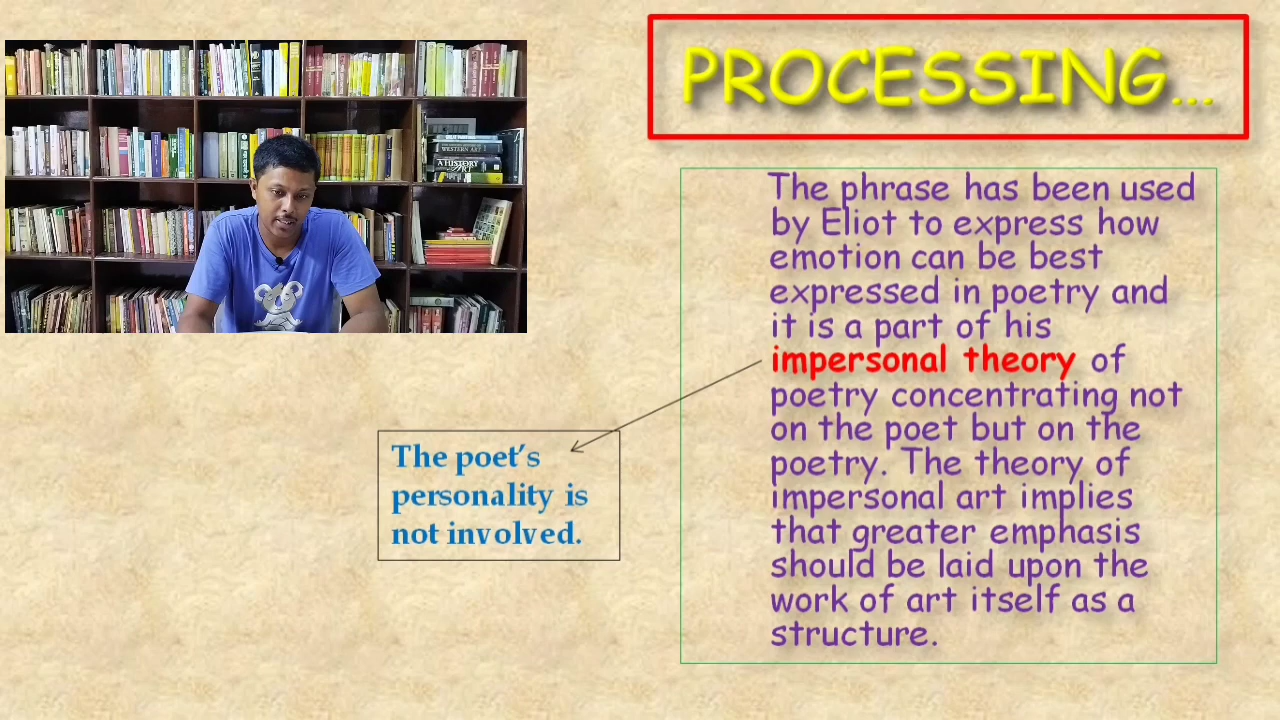 PROCESSING...
The phrase has been used
by Eliot to express how
emotion can be best
expressed in poetry and
it is a part of his
impersonal theory of
poetry concentrating not
on the poet but on the
poetry. The theory of
impersonal art implies
that greater emphasis
should be laid upon the
work of art itself as a
structure.
The poet's
personality is
not involved.
WESTERN ART
A HISTORY